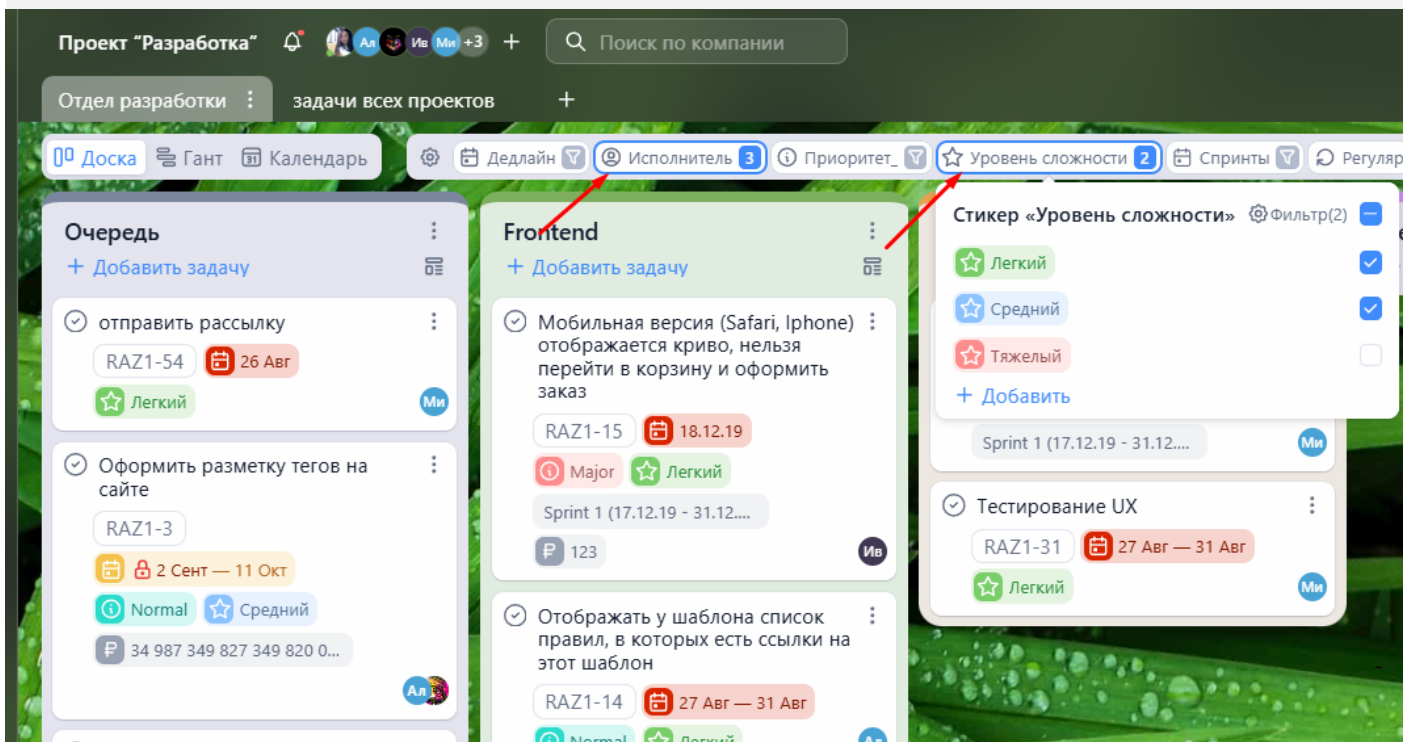 Проект “Разработка” Ал Ив Ми +3 + Поиск по компании
Отдел разработки задачи всех проектов +
Доска Гант 31 Календарь Дедлайн Исполнитель 3 Приоритет_ Уровень сложности 2 Спринты Регуляр
Стикер «Уровень сложности» Фильтр(2)
Легкий
Средний
Тяжелый
+ Добавить
Очередь
+ Добавить задачу
отправить рассылку
RAZ1-54 26 Авг
Легкий Ми
Оформить разметку тегов на
сайте
RAZ1-3
2 Сент — 11 Окт
Normal Средний
₽ 34 987 349 827 349 820 0...
Ал
Frontend
+ Добавить задачу
Мобильная версия (Safari, Iphone)
отображается криво, нельзя
перейти в корзину и оформить
заказ
RAZ1-15 18.12.19
Major Легкий
Sprint 1 (17.12.19 - 31.12....
₽ 123 Ив
Отображать у шаблона список
правил, в которых есть ссылки на
этот шаблон
RAZ1-14 27 Авг — 31 Авг
Normal Легкий Ал
Sprint 1 (17.12.19 - 31.12.... Ми
Тестирование UX
RAZ1-31 27 Авг — 31 Авг
Легкий Ми